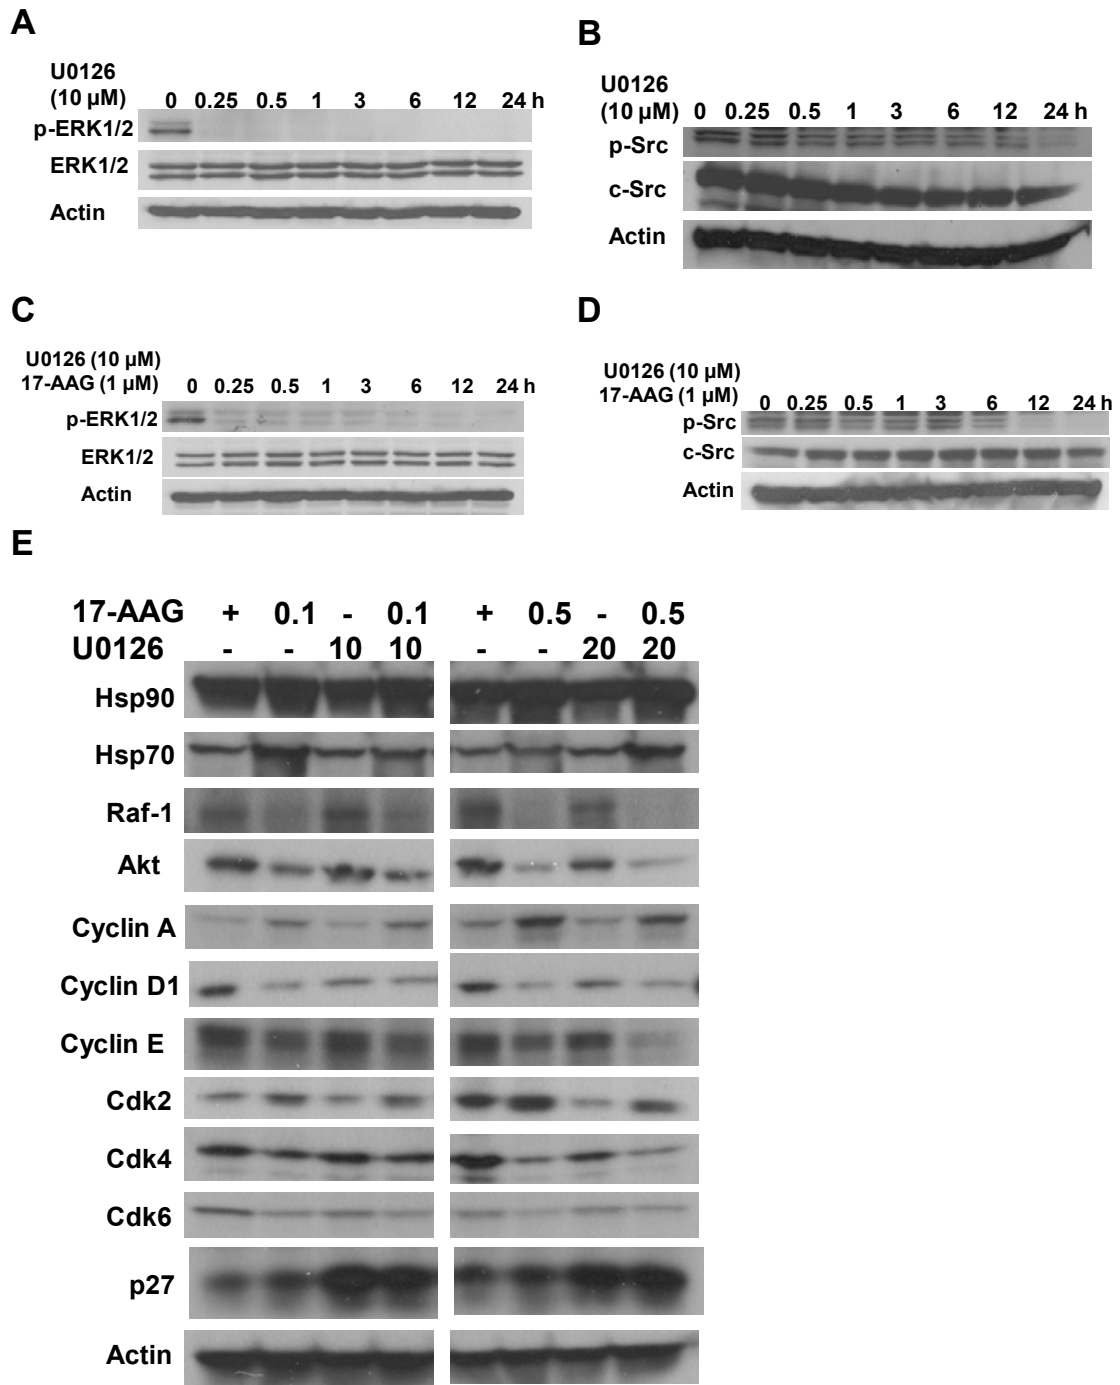 A
U0126
(10 µM) 0 0.25 0.5 1 3 6 12 24 h
p-ERK1/2
ERK1/2
Actin
B
U0126
(10 µM) 0 0.25 0.5 1 3 6 12 24 h
p-Src
c-Src
Actin
C
U0126 (10 µM)
17-AAG (1 µM) 0 0.25 0.5 1 3 6 12 24 h
p-ERK1/2
ERK1/2
Actin
D
U0126 (10 µM)
17-AAG (1 µM) 0 0.25 0.5 1 3 6 12 24 h
p-Src
c-Src
Actin
E
17-AAG + 0.1 - 0.1 + 0.5 - 0.5
U0126 - - 10 10 - - 20 20
Hsp90
Hsp70
Raf-1
Akt
Cyclin A
Cyclin D1
Cyclin E
Cdk2
Cdk4
Cdk6
p27
Actin